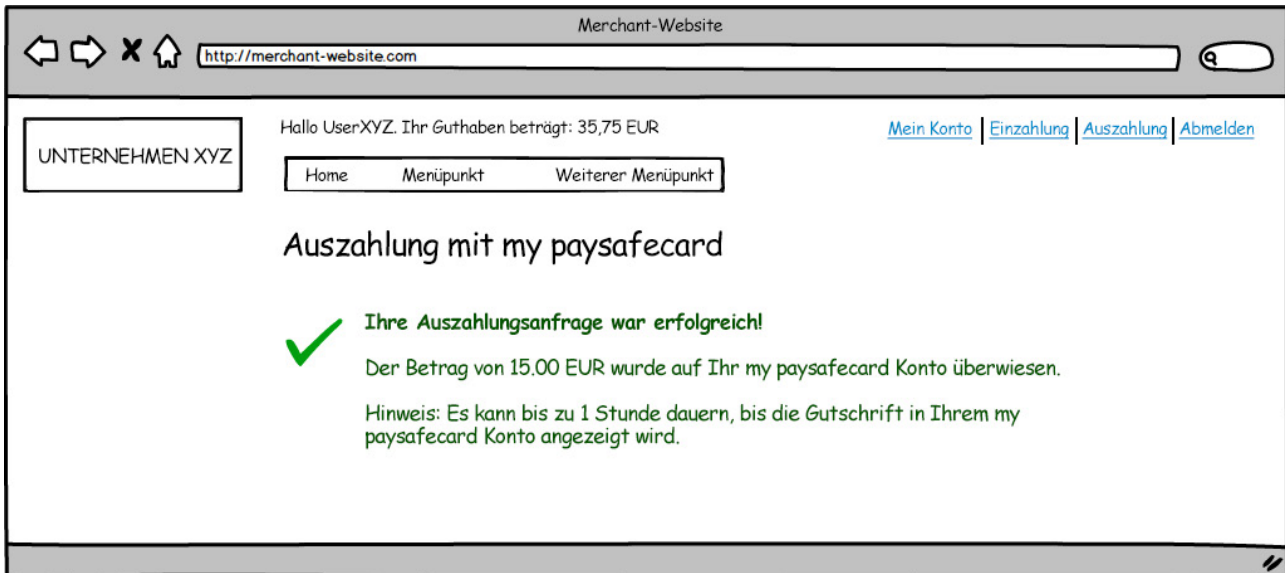 Merchant-Website
http://merchant-website.com
Hallo UserXYZ. Ihr Guthaben beträgt: 35,75 EUR
Mein Konto Einzahlung Auszahlung Abmelden
UNTERNEHMEN XYZ
Home Menüpunkt Weiterer Menüpunkt
Auszahlung mit my paysafecard
Ihre Auszahlungsanfrage war erfolgreich!
Der Betrag von 15.00 EUR wurde auf Ihr my paysafecard Konto überwiesen.
Hinweis: Es kann bis zu 1 Stunde dauern, bis die Gutschrift in Ihrem my
paysafecard Konto angezeigt wird.